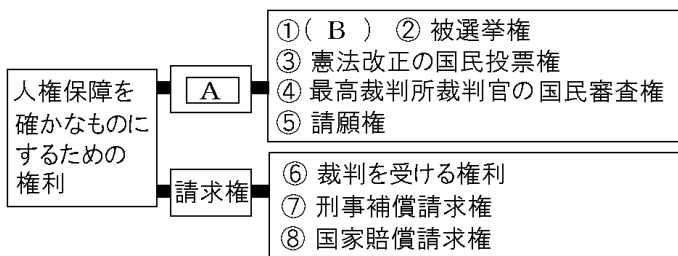 人権保障を
確かなものに
するための
権利
A
①( B ) ② 被選挙権
③ 憲法改正の国民投票権
④ 最高裁判所裁判官の国民審査権
⑤ 請願権
請求権
⑥ 裁判を受ける権利
⑦ 刑事補償請求権
⑧ 国家賠償請求権